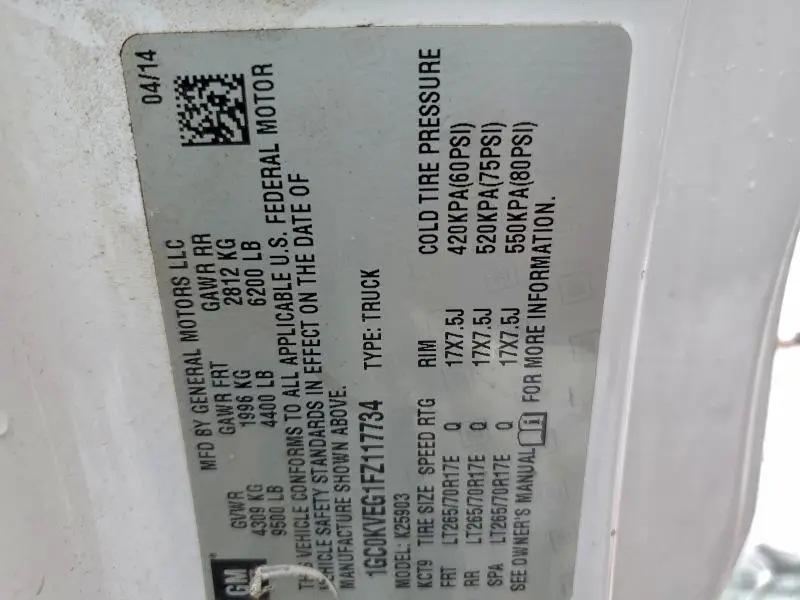 GM
®
MFD BY GENERAL MOTORS LLC
04/14
GVWR GAWR FRT GAWR RR
4309 KG 1996 KG 2812 KG
9500 LB 4400 LB 6200 LB
THIS VEHICLE CONFORMS TO ALL APPLICABLE U.S. FEDERAL MOTOR
VEHICLE SAFETY STANDARDS IN EFFECT ON THE DATE OF
MANUFACTURE SHOWN ABOVE.
1GC0KVEG1FZ117734 TYPE: TRUCK
MODEL: K25903
KCT9 TIRE SIZE SPEED RTG RIM COLD TIRE PRESSURE
FRT LT265/70R17E Q 17X7.5J 420KPA(60PSI)
RR LT265/70R17E Q 17X7.5J 520KPA(75PSI)
SPA LT265/70R17E Q 17X7.5J 550KPA(80PSI)
SEE OWNER'S MANUAL i FOR MORE INFORMATION.